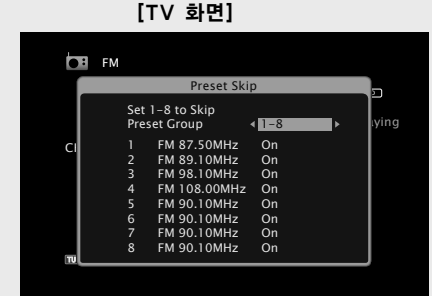 [TV 화면]
FM
Preset Skip
Set 1-8 to Skip
Preset Group 1-8
1 FM 87.50MHz On
2 FM 89.10MHz On
3 FM 98.10MHz On
4 FM 108.00MHz On
5 FM 90.10MHz On
6 FM 90.10MHz On
7 FM 90.10MHz On
8 FM 90.10MHz On